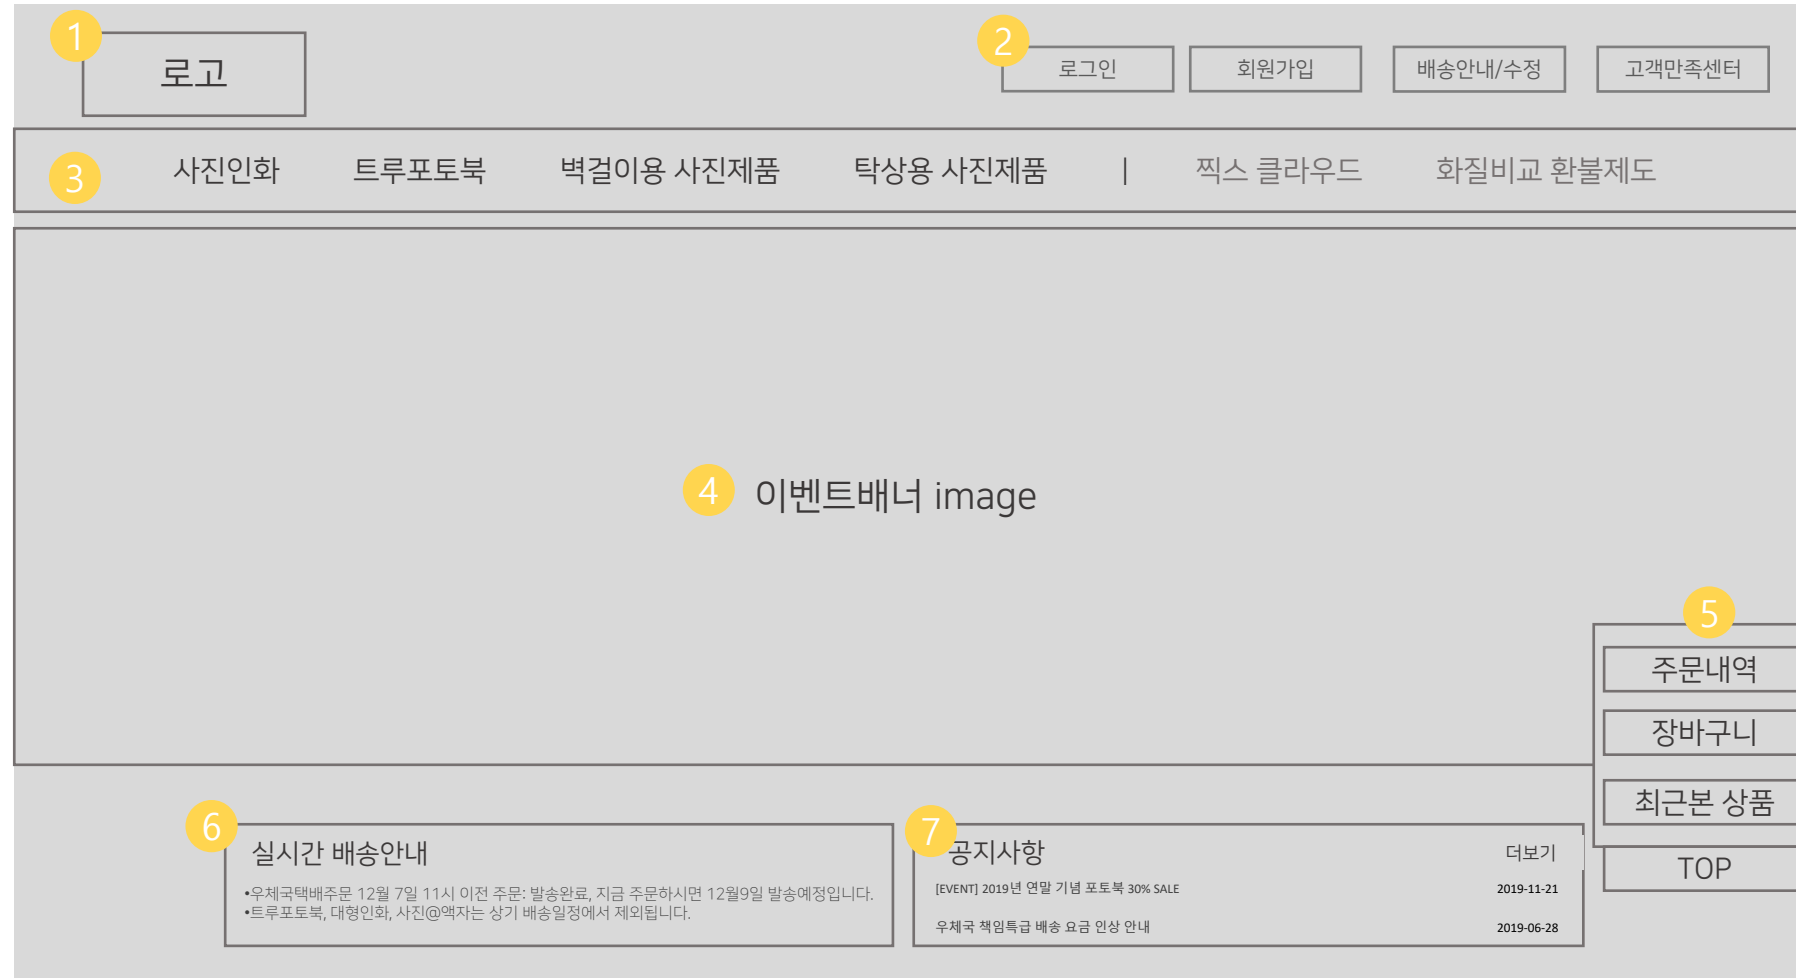 1
로고
2
로그인
회원가입
배송안내/수정
고객만족센터
3
사진인화 트루포토북 벽걸이용 사진제품 탁상용 사진제품 | 찍스 클라우드 화질비교 환불제도
4
이벤트배너 image
5
주문내역
장바구니
최근본 상품
TOP
6
실시간 배송안내
•우체국택배주문 12월 7일 11시 이전 주문: 발송완료, 지금 주문하시면 12월9일 발송예정입니다.
•트루포토북, 대형인화, 사진@액자는 상기 배송일정에서 제외됩니다.
7
공지사항 더보기
[EVENT] 2019년 연말 기념 포토북 30% SALE 2019-11-21
우체국 책임특급 배송 요금 인상 안내 2019-06-28